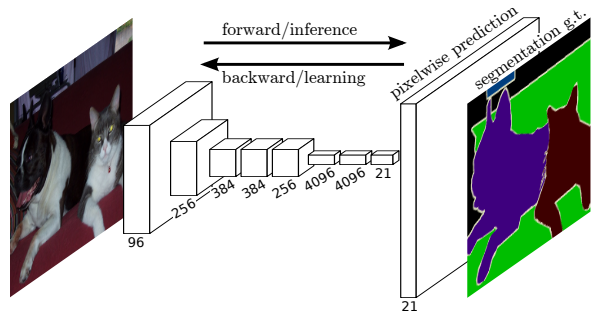 forward/inference
backward/learning
pixelwise prediction
segmentation g.t.
96
256
384
384
256
4096
4096
21
21